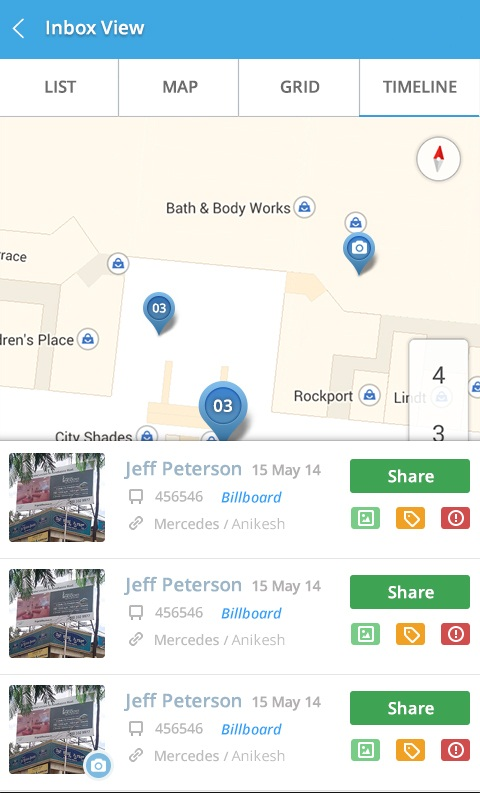 Inbox View
LIST
MAP
GRID
TIMELINE
Bath & Body Works
race
03
dren's Place
4
Rockport
Lindt
03
3
City Shades
Jeff Peterson 15 May 14
Share
456546 Billboard
Mercedes / Anikesh
Jeff Peterson 15 May 14
Share
456546 Billboard
Mercedes / Anikesh
Jeff Peterson 15 May 14
Share
456546 Billboard
Mercedes / Anikesh